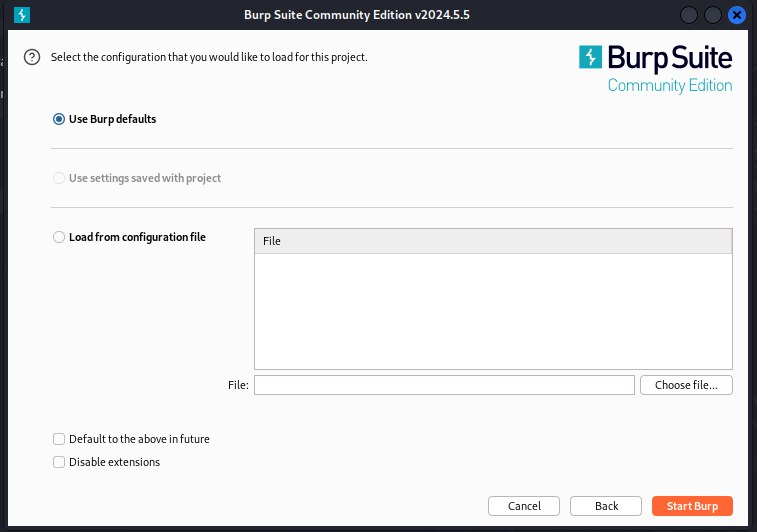 Burp Suite Community Edition v2024.5.5
Select the configuration that you would like to load for this project.
Burp Suite
Community Edition
Use Burp defaults
Use settings saved with project
Load from configuration file
File
File:
Choose file...
Default to the above in future
Disable extensions
Cancel
Back
Start Burp